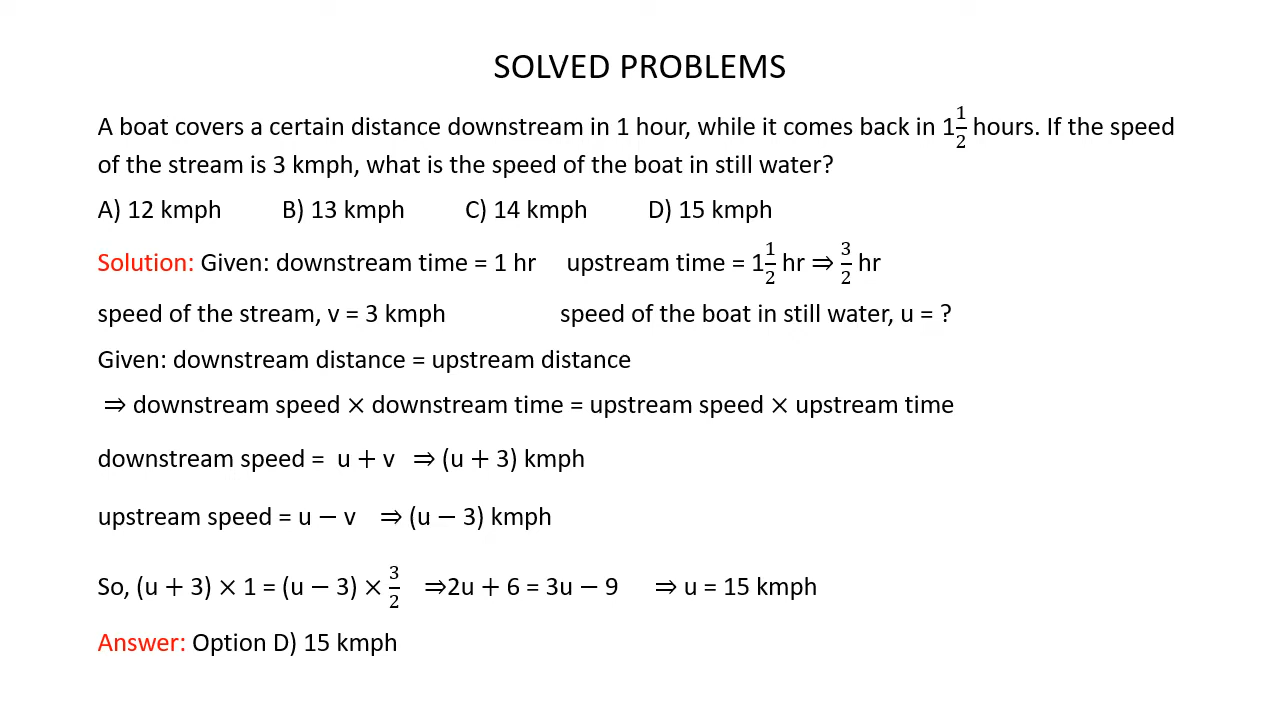 SOLVED PROBLEMS
A boat covers a certain distance downstream in 1 hour, while it comes back in 1 1/2 hours. If the speed
of the stream is 3 kmph, what is the speed of the boat in still water?
A) 12 kmph B) 13 kmph C) 14 kmph D) 15 kmph
Solution: Given: downstream time = 1 hr upstream time = 1 1/2 hr ⇒ 3/2 hr
speed of the stream, v = 3 kmph speed of the boat in still water, u = ?
Given: downstream distance = upstream distance
⇒ downstream speed × downstream time = upstream speed × upstream time
downstream speed = u + v ⇒ (u + 3) kmph
upstream speed = u − v ⇒ (u − 3) kmph
So, (u + 3) × 1 = (u − 3) × 3/2 ⇒2u + 6 = 3u − 9 ⇒ u = 15 kmph
Answer: Option D) 15 kmph